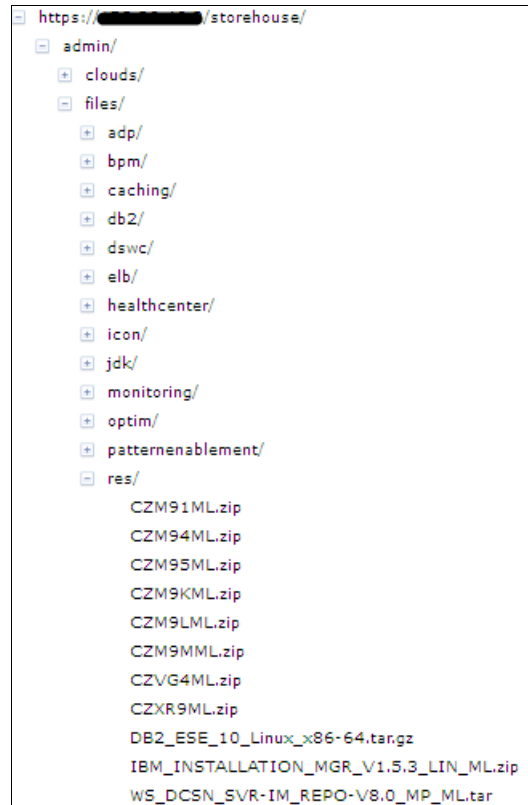 https:// /storehouse/
admin/
clouds/
files/
adp/
bpm/
caching/
db2/
dswc/
elb/
healthcenter/
icon/
jdk/
monitoring/
optim/
patternenablement/
res/
CZM91ML.zip
CZM94ML.zip
CZM95ML.zip
CZM9KML.zip
CZM9LML.zip
CZM9MML.zip
CZVG4ML.zip
CZXR9ML.zip
DB2_ESE_10_Linux_x86-64.tar.gz
IBM_INSTALLATION_MGR_V1.5.3_LIN_ML.zip
WS_DCSN_SVR-IM_REPO-V8.0_MP_ML.tar